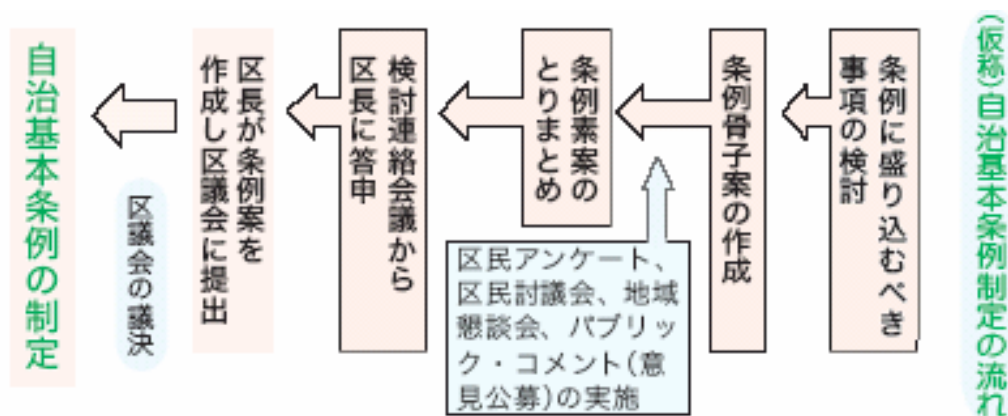 （仮称）自治基本条例制定の流れ
条例に盛り込むべき
事項の検討
条例骨子案の作成
区民アンケート、
区民討議会、地域
懇談会、パブリッ
ク・コメント（意
見公募）の実施
条例素案の
とりまとめ
検討連絡会議から
区長に答申
区長が条例案を
作成し区議会に提出
区議会の議決
自治基本条例の制定